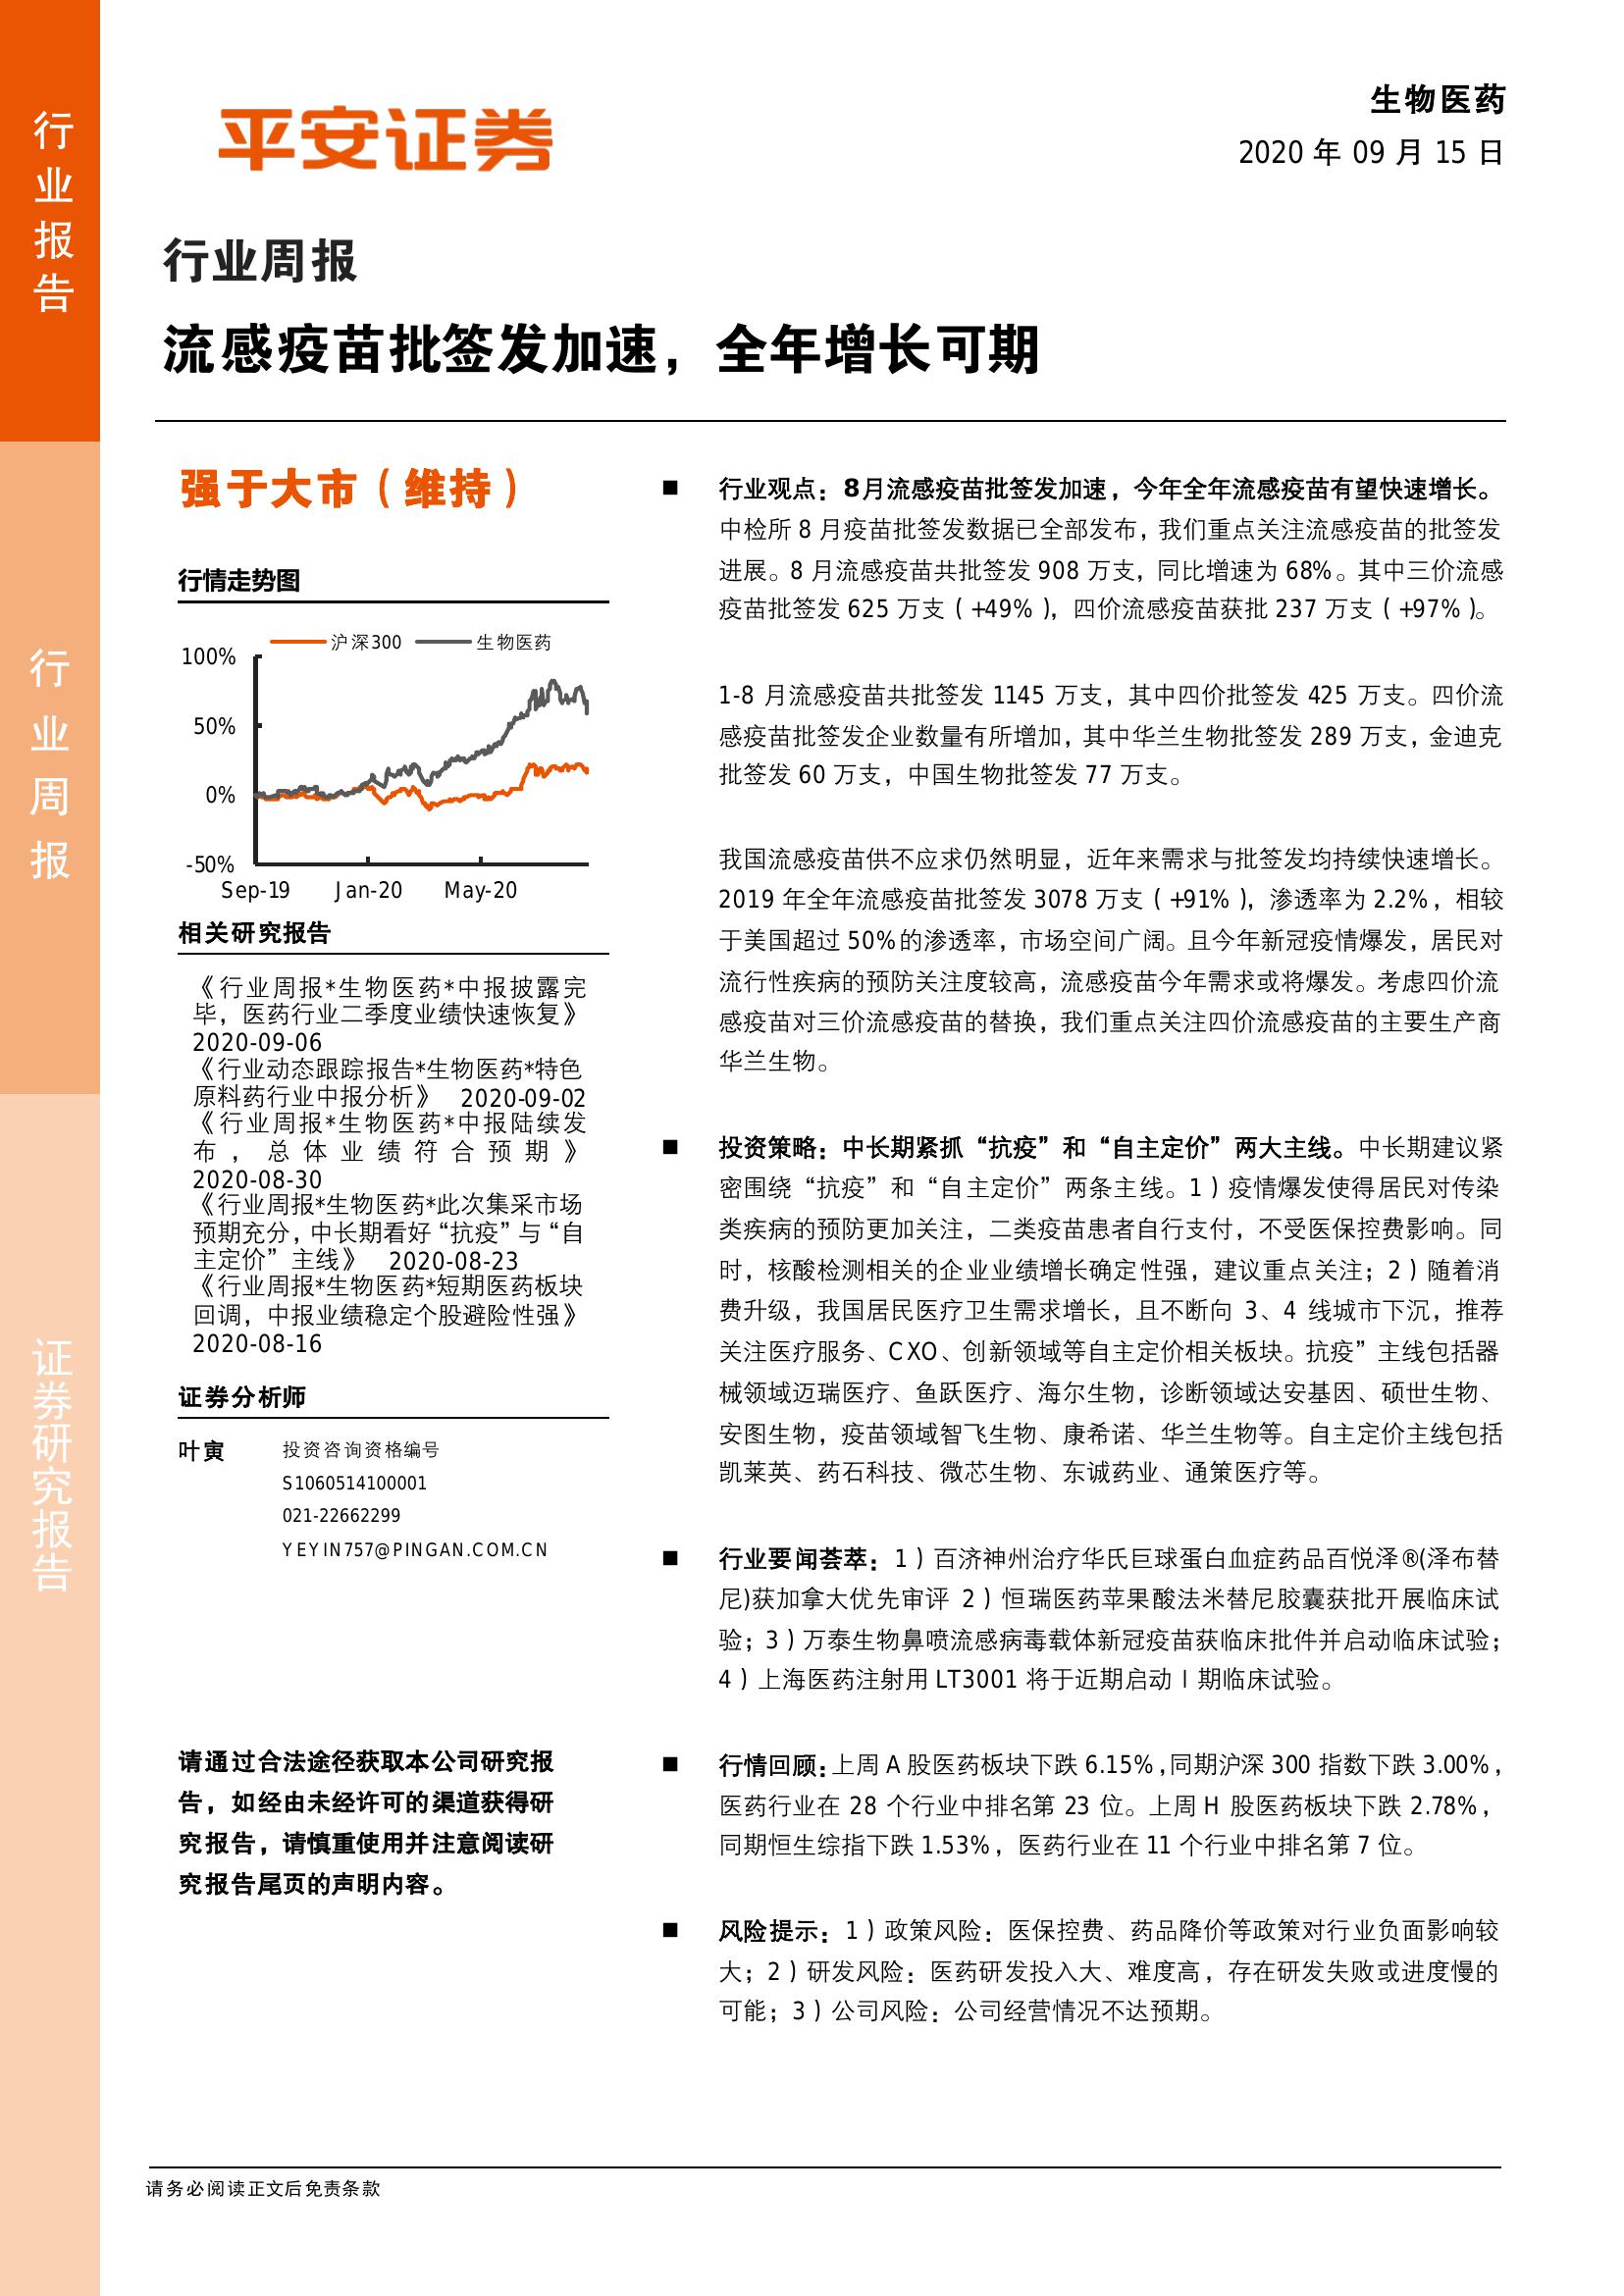 行业报告
行业周报
证券研究报告
平安证券
生物医药
2020 年 09 月 15 日
行业周报
流感疫苗批签发加速，全年增长可期
强于大市（维持）
行情走势图
沪深300 生物医药
100%
50%
0%
-50%
Sep-19 Jan-20 May-20
相关研究报告
《行业周报*生物医药*中报披露完
毕，医药行业二季度业绩快速恢复》
2020-09-06
《行业动态跟踪报告*生物医药*特色
原料药行业中报分析》 2020-09-02
《行业周报*生物医药*中报陆续发
布，总体业绩符合预期》
2020-08-30
《行业周报*生物医药*此次集采市场
预期充分，中长期看好“抗疫”与“自
主定价”主线》 2020-08-23
《行业周报*生物医药*短期医药板块
回调，中报业绩稳定个股避险性强》
2020-08-16
证券分析师
叶寅 投资咨询资格编号
S1060514100001
021-22662299
YEYIN757@PINGAN.COM.CN
请通过合法途径获取本公司研究报
告，如经由未经许可的渠道获得研
究报告，请慎重使用并注意阅读研
究报告尾页的声明内容。
■ 行业观点：8月流感疫苗批签发加速，今年全年流感疫苗有望快速增长。
中检所 8 月疫苗批签发数据已全部发布，我们重点关注流感疫苗的批签发
进展。8 月流感疫苗共批签发 908 万支，同比增速为 68%。其中三价流感
疫苗批签发 625 万支（+49%），四价流感疫苗获批 237 万支（+97%）。
1-8 月流感疫苗共批签发 1145 万支，其中四价批签发 425 万支。四价流
感疫苗批签发企业数量有所增加，其中华兰生物批签发 289 万支，金迪克
批签发 60 万支，中国生物批签发 77 万支。
我国流感疫苗供不应求仍然明显，近年来需求与批签发均持续快速增长。
2019 年全年流感疫苗批签发 3078 万支（+91%），渗透率为 2.2%，相较
于美国超过 50%的渗透率，市场空间广阔。且今年新冠疫情爆发，居民对
流行性疾病的预防关注度较高，流感疫苗今年需求或将爆发。考虑四价流
感疫苗对三价流感疫苗的替换，我们重点关注四价流感疫苗的主要生产商
华兰生物。
■ 投资策略：中长期紧抓“抗疫”和“自主定价”两大主线。中长期建议紧
密围绕“抗疫”和“自主定价”两条主线。1）疫情爆发使得居民对传染
类疾病的预防更加关注，二类疫苗患者自行支付，不受医保控费影响。同
时，核酸检测相关的企业业绩增长确定性强，建议重点关注；2）随着消
费升级，我国居民医疗卫生需求增长，且不断向 3、4 线城市下沉，推荐
关注医疗服务、CXO、创新领域等自主定价相关板块。抗疫”主线包括器
械领域迈瑞医疗、鱼跃医疗、海尔生物，诊断领域达安基因、硕世生物、
安图生物，疫苗领域智飞生物、康希诺、华兰生物等。自主定价主线包括
凯莱英、药石科技、微芯生物、东诚药业、通策医疗等。
■ 行业要闻荟萃：1）百济神州治疗华氏巨球蛋白血症药品百悦泽®(泽布替
尼)获加拿大优先审评 2）恒瑞医药苹果酸法米替尼胶囊获批开展临床试
验；3）万泰生物鼻喷流感病毒载体新冠疫苗获临床批件并启动临床试验；
4）上海医药注射用 LT3001 将于近期启动Ⅰ期临床试验。
■ 行情回顾：上周 A 股医药板块下跌 6.15%，同期沪深 300 指数下跌 3.00%，
医药行业在 28 个行业中排名第 23 位。上周 H 股医药板块下跌 2.78%，
同期恒生综指下跌 1.53%，医药行业在 11 个行业中排名第 7 位。
■ 风险提示：1）政策风险：医保控费、药品降价等政策对行业负面影响较
大；2）研发风险：医药研发投入大、难度高，存在研发失败或进度慢的
可能；3）公司风险：公司经营情况不达预期。
请务必阅读正文后免责条款